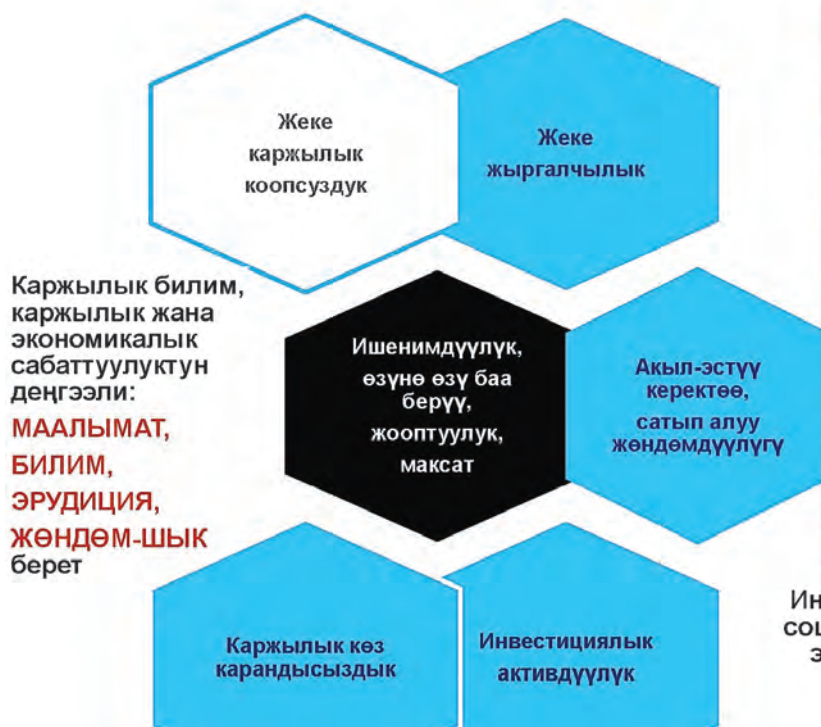 Жеке
каржылык
коопсуздук
Жеке
жыргалчылык
Каржылык билим,
каржылык жана
экономикалык
сабаттуулуктун
деңгээли:
МААЛЫМАТ,
БИЛИМ,
ЭРУДИЦИЯ,
ЖӨНДӨМ-ШЫК
берет
Ишенимдүүлүк,
өзүнө өзү баа
берүү,
жооптуулук,
максат
Акыл-эстүү
керектөө,
сатып алуу
жөндөмдүүлүгү
Каржылык көз
карандысыздык
Инвестициялык
активдүүлүк